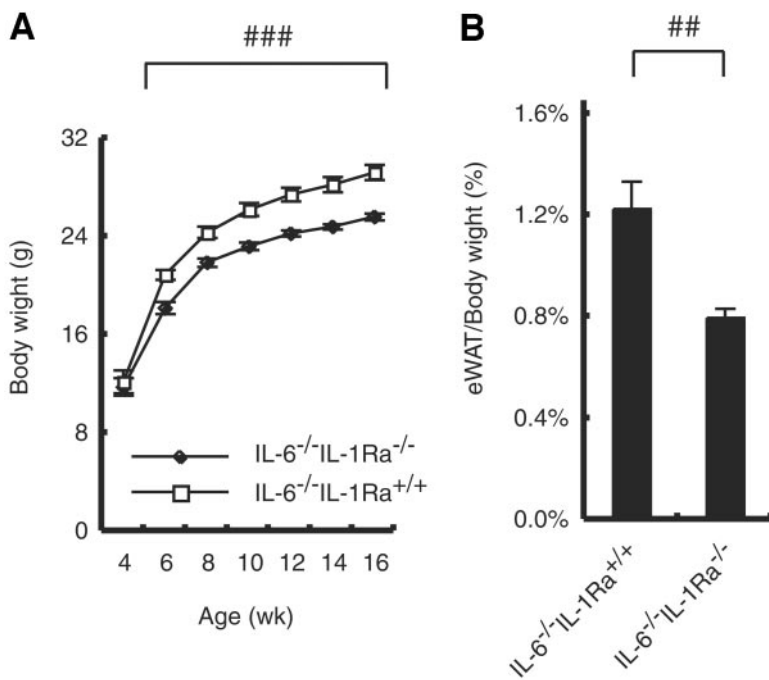 A
###
32
24
16
8
0
Body wight (g)
IL-6-/-IL-1Ra-/-
IL-6-/-IL-1Ra+/+
4 6 8 10 12 14 16
Age (wk)
B
##
1.6%
1.2%
0.8%
0.4%
0.0%
eWAT/Body wight (%)
IL-6-/-IL-1Ra+/+
IL-6-/-IL-1Ra-/-